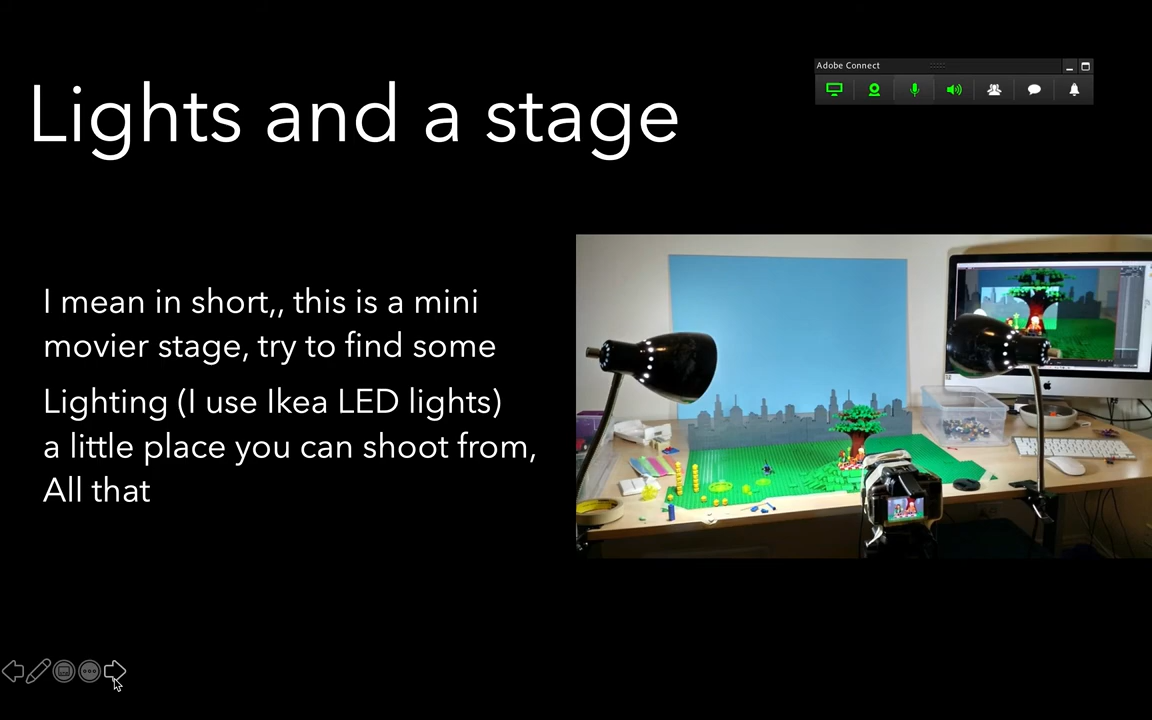 Adobe Connect
Lights and a stage
I mean in short,, this is a mini
movier stage, try to find some
Lighting (I use Ikea LED lights)
a little place you can shoot from,
All that